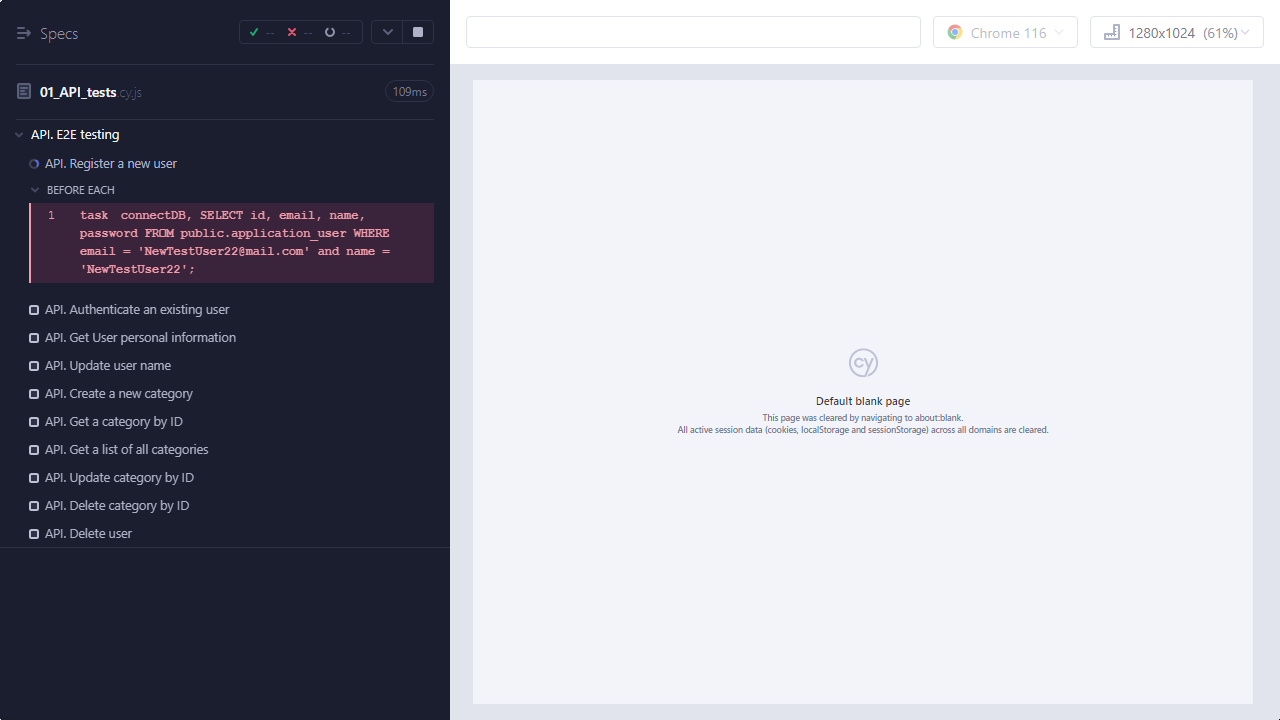 Specs
--
--
--
Chrome 116
1280x1024 (61%)
01_API_tests.cy.js
109ms
API. E2E testing
API. Register a new user
BEFORE EACH
1 task connectDB, SELECT id, email, name,
password FROM public.application_user WHERE
email = 'NewTestUser22@mail.com' and name =
'NewTestUser22';
API. Authenticate an existing user
API. Get User personal information
API. Update user name
API. Create a new category
API. Get a category by ID
API. Get a list of all categories
API. Update category by ID
API. Delete category by ID
API. Delete user
cy
Default blank page
This page was cleared by navigating to about:blank.
All active session data (cookies, localStorage and sessionStorage) across all domains are cleared.